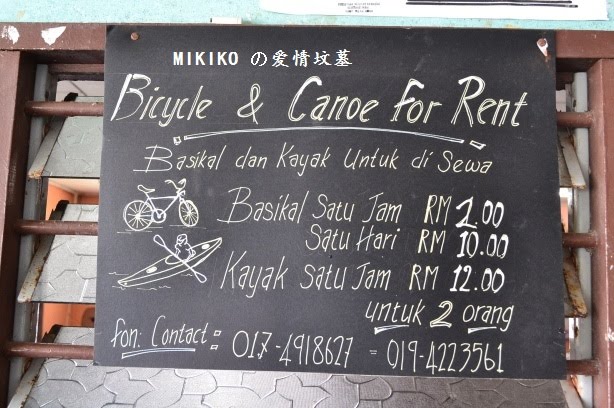 MIKIKO の爱情坟墓
Bicycle & Canoe For Rent
Basikal dan Kayak Untuk di Sewa
Basikal Satu Jam RM 1.00
Satu Hari RM 10.00
Kayak Satu Jam RM 12.00
untuk 2 orang
fon: Contact: 017-4918627 - 019-4223561